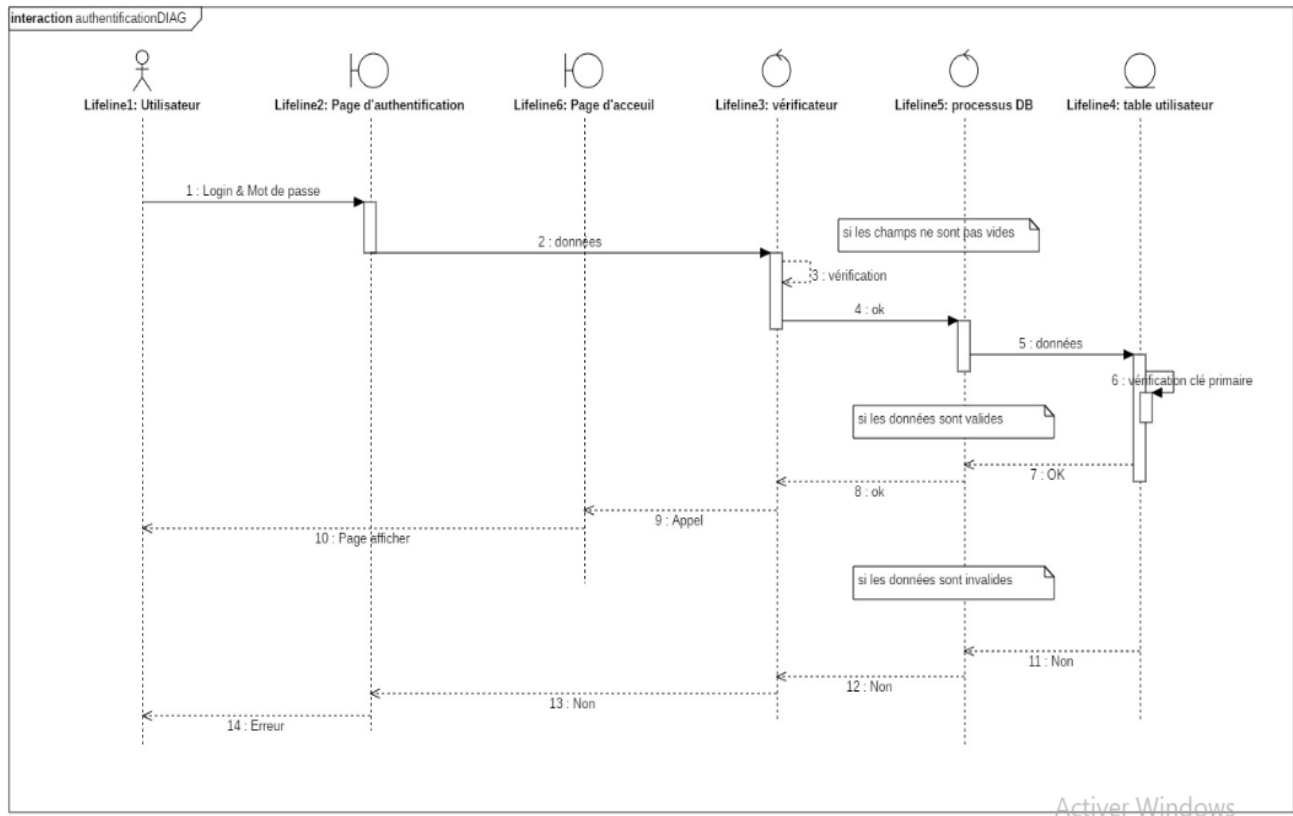 interaction authentificationDIAG
Lifeline1: Utilisateur
Lifeline2: Page d'authentification
Lifeline6: Page d'acceuil
Lifeline3: vérificateur
Lifeline5: processus DB
Lifeline4: table utilisateur
1 : Login & Mot de passe
si les champs ne sont pas vides
2 : données
3 : vérification
4 : ok
5 : données
6 : vérification clé primaire
si les données sont valides
7 : OK
8 : ok
9 : Appel
10 : Page afficher
si les données sont invalides
11 : Non
12 : Non
13 : Non
14 : Erreur
Activer Windows